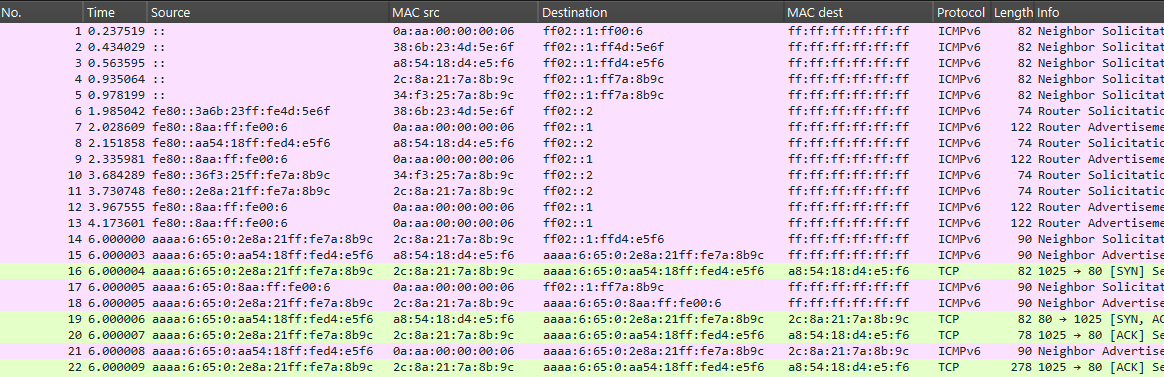 No. Time Source MAC src Destination MAC dest Protocol Length Info
1 0.237519 :: 0a:aa:00:00:00:06 ff02::1:ff00:6 ff:ff:ff:ff:ff:ff ICMPv6 82 Neighbor Solicitat
2 0.434029 :: 38:6b:23:4d:5e:6f ff02::1:ff4d:5e6f ff:ff:ff:ff:ff:ff ICMPv6 82 Neighbor Solicitat
3 0.563595 :: a8:54:18:d4:e5:f6 ff02::1:ffd4:e5f6 ff:ff:ff:ff:ff:ff ICMPv6 82 Neighbor Solicitat
4 0.935064 :: 2c:8a:21:7a:8b:9c ff02::1:ff7a:8b9c ff:ff:ff:ff:ff:ff ICMPv6 82 Neighbor Solicitat
5 0.978199 :: 34:f3:25:7a:8b:9c ff02::1:ff7a:8b9c ff:ff:ff:ff:ff:ff ICMPv6 82 Neighbor Solicitat
6 1.985042 fe80::3a6b:23ff:fe4d:5e6f 38:6b:23:4d:5e:6f ff02::2 ff:ff:ff:ff:ff:ff ICMPv6 74 Router Solicitatio
7 2.028609 fe80::8aa:ff:fe00:6 0a:aa:00:00:00:06 ff02::1 ff:ff:ff:ff:ff:ff ICMPv6 122 Router Advertiseme
8 2.151858 fe80::aa54:18ff:fed4:e5f6 a8:54:18:d4:e5:f6 ff02::2 ff:ff:ff:ff:ff:ff ICMPv6 74 Router Solicitatio
9 2.335981 fe80::8aa:ff:fe00:6 0a:aa:00:00:00:06 ff02::1 ff:ff:ff:ff:ff:ff ICMPv6 122 Router Advertiseme
10 3.684289 fe80::36f3:25ff:fe7a:8b9c 34:f3:25:7a:8b:9c ff02::2 ff:ff:ff:ff:ff:ff ICMPv6 74 Router Solicitatio
11 3.730748 fe80::2e8a:21ff:fe7a:8b9c 2c:8a:21:7a:8b:9c ff02::2 ff:ff:ff:ff:ff:ff ICMPv6 74 Router Solicitatio
12 3.967555 fe80::8aa:ff:fe00:6 0a:aa:00:00:00:06 ff02::1 ff:ff:ff:ff:ff:ff ICMPv6 122 Router Advertiseme
13 4.173601 fe80::8aa:ff:fe00:6 0a:aa:00:00:00:06 ff02::1 ff:ff:ff:ff:ff:ff ICMPv6 122 Router Advertiseme
14 6.000000 aaaa:6:65:0:2e8a:21ff:fe7a:8b9c 2c:8a:21:7a:8b:9c ff02::1:ffd4:e5f6 ff:ff:ff:ff:ff:ff ICMPv6 90 Neighbor Solicitat
15 6.000003 aaaa:6:65:0:aa54:18ff:fed4:e5f6 a8:54:18:d4:e5:f6 aaaa:6:65:0:2e8a:21ff:fe7a:8b9c ff:ff:ff:ff:ff:ff ICMPv6 90 Neighbor Advertise
16 6.000004 aaaa:6:65:0:2e8a:21ff:fe7a:8b9c 2c:8a:21:7a:8b:9c aaaa:6:65:0:aa54:18ff:fed4:e5f6 a8:54:18:d4:e5:f6 TCP 82 1025 → 80 [SYN] Se
17 6.000005 aaaa:6:65:0:8aa:ff:fe00:6 0a:aa:00:00:00:06 ff02::1:ff7a:8b9c ff:ff:ff:ff:ff:ff ICMPv6 90 Neighbor Solicitat
18 6.000005 aaaa:6:65:0:2e8a:21ff:fe7a:8b9c 2c:8a:21:7a:8b:9c aaaa:6:65:0:8aa:ff:fe00:6 ff:ff:ff:ff:ff:ff ICMPv6 90 Neighbor Advertise
19 6.000006 aaaa:6:65:0:aa54:18ff:fed4:e5f6 a8:54:18:d4:e5:f6 aaaa:6:65:0:2e8a:21ff:fe7a:8b9c 2c:8a:21:7a:8b:9c TCP 82 80 → 1025 [SYN, AC
20 6.000007 aaaa:6:65:0:2e8a:21ff:fe7a:8b9c 2c:8a:21:7a:8b:9c aaaa:6:65:0:aa54:18ff:fed4:e5f6 a8:54:18:d4:e5:f6 TCP 78 1025 → 80 [ACK] Se
21 6.000008 aaaa:6:65:0:aa54:18ff:fed4:e5f6 0a:aa:00:00:00:06 aaaa:6:65:0:2e8a:21ff:fe7a:8b9c 2c:8a:21:7a:8b:9c ICMPv6 90 Neighbor Advertise
22 6.000009 aaaa:6:65:0:2e8a:21ff:fe7a:8b9c 2c:8a:21:7a:8b:9c aaaa:6:65:0:aa54:18ff:fed4:e5f6 a8:54:18:d4:e5:f6 TCP 278 1025 → 80 [ACK] Se